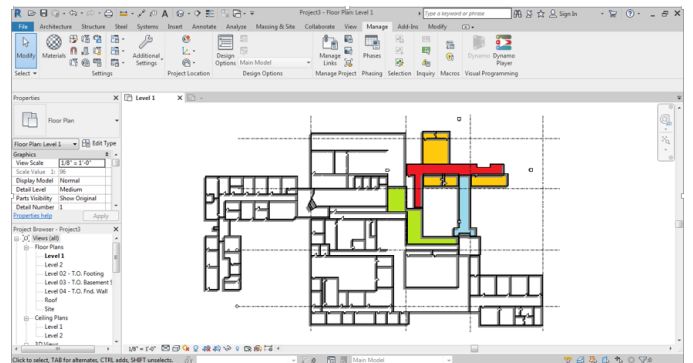 Project3 - Floor Plan: Level 1
Type a keyword or phrase
Sign In
File Architecture Structure Steel Systems Insert Annotate Analyze Massing & Site Collaborate View Manage Add-Ins Modify
Modify
Materials
Additional Settings
Design Options
Main Model
Manage Links
Phases
Dynamo
Dynamo Player
Select Settings Project Location Design Options Manage Project Phasing Selection Inquiry Macros Visual Programming
Properties
Level 1
Floor Plan
Floor Plan: Level 1
Edit Type
Graphics
View Scale 1/8" = 1'-0"
Scale Value 1: 96
Display Model Normal
Detail Level Medium
Parts Visibility Show Original
Detail Number 1
Properties help
Apply
Project Browser - Project3
Views (all)
Floor Plans
Level 1
Level 2
Level 02 - T.O. Footing
Level 03 - Basement S
Level 04 - T.O. Fnd. Wall
Roof
Site
Ceiling Plans
Level 1
Level 2
3D Views
1/8" = 1'-0"
Click to select, TAB for alternates, CTRL adds, SHIFT unselects.
:0
Main Model